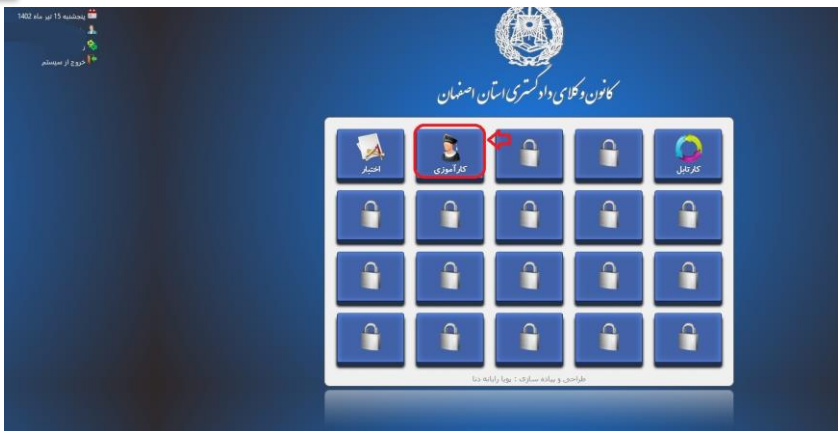 پنجشنبه 15 تیر ماه 1402
ر
خروج از سیستم
کانون وکلای دادگستری استان اصفهان
کارتابل
کارآموزی
اختبار
طراحی و پیاده سازی : پویا رایانه دنا